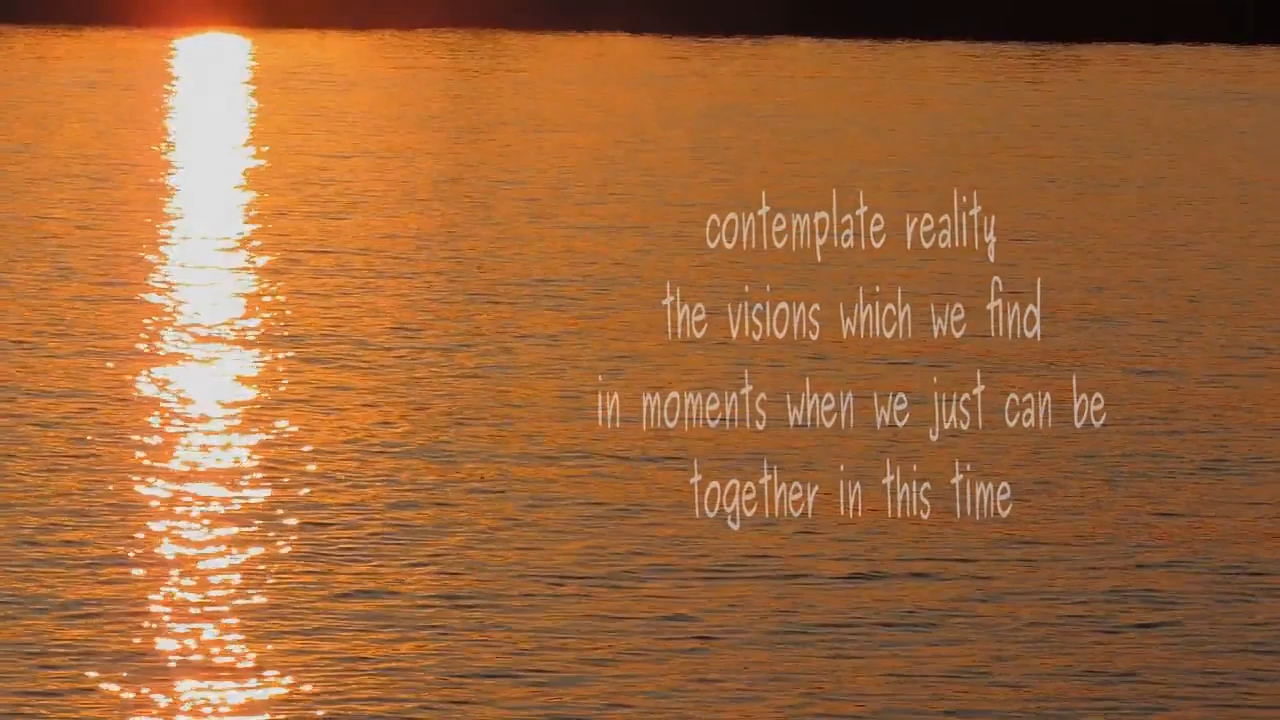 contemplate reality
the visions which we find
in moments when we just can be
together in this time